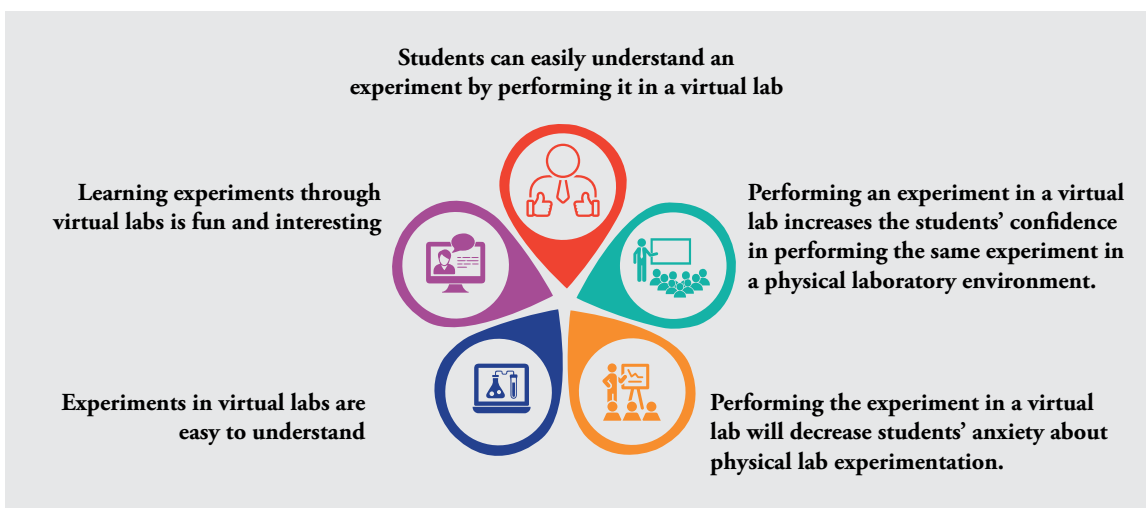 Students can easily understand an
experiment by performing it in a virtual lab
Learning experiments through
virtual labs is fun and interesting
Performing an experiment in a virtual
lab increases the students’ confidence
in performing the same experiment in
a physical laboratory environment.
Experiments in virtual labs are
easy to understand
Performing the experiment in a virtual
lab will decrease students’ anxiety about
physical lab experimentation.